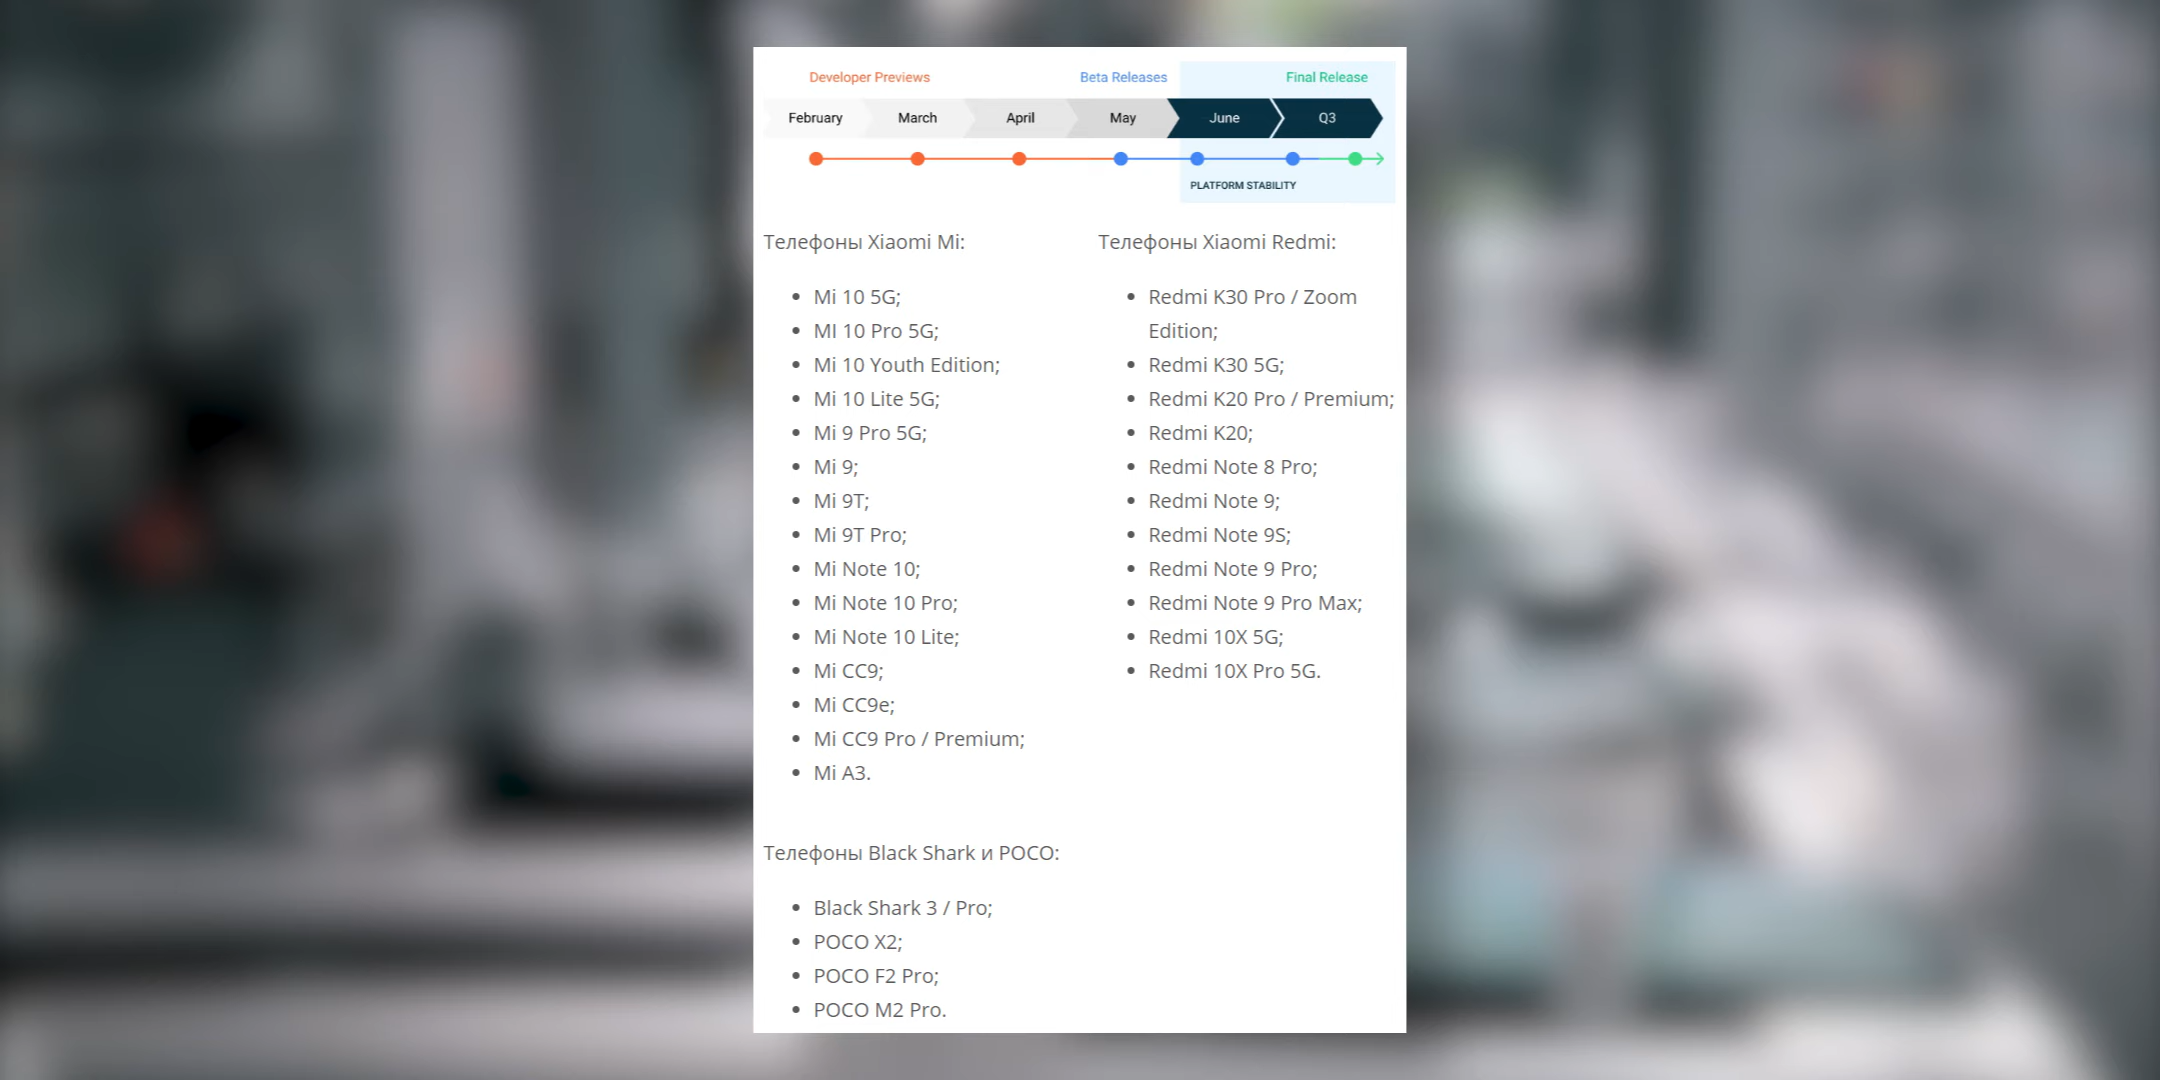 Developer Previews
Beta Releases
Final Release
February
March
April
May
June
Q3
PLATFORM STABILITY
Телефоны Xiaomi Mi:
Mi 10 5G;
MI 10 Pro 5G;
Mi 10 Youth Edition;
Mi 10 Lite 5G;
Mi 9 Pro 5G;
Mi 9;
Mi 9T;
Mi 9T Pro;
Mi Note 10;
Mi Note 10 Pro;
Mi Note 10 Lite;
Mi CC9;
Mi CC9e;
Mi CC9 Pro / Premium;
Mi A3.
Телефоны Xiaomi Redmi:
Redmi K30 Pro / Zoom
Edition;
Redmi K30 5G;
Redmi K20 Pro / Premium;
Redmi K20;
Redmi Note 8 Pro;
Redmi Note 9;
Redmi Note 9S;
Redmi Note 9 Pro;
Redmi Note 9 Pro Max;
Redmi 10X 5G;
Redmi 10X Pro 5G.
Телефоны Black Shark и POCO:
Black Shark 3 / Pro;
POCO X2;
POCO F2 Pro;
POCO M2 Pro.